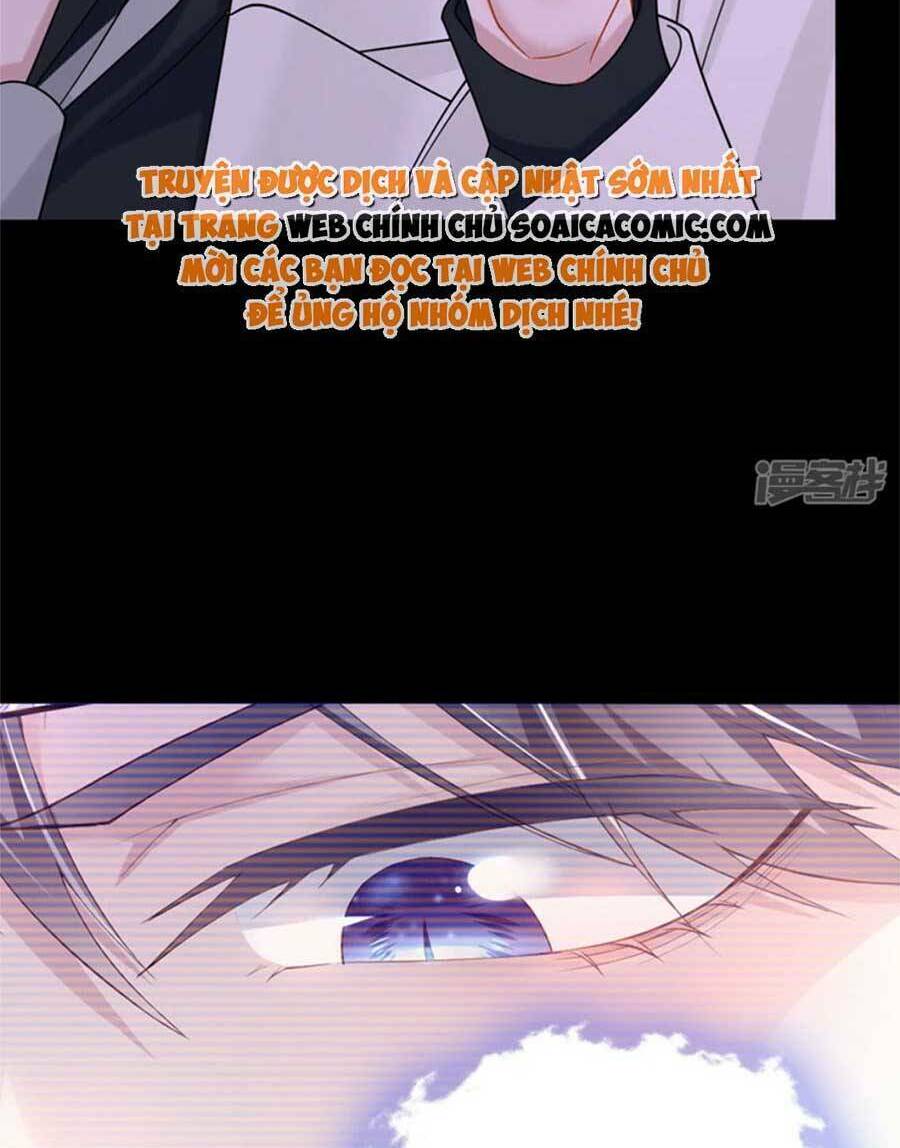 TRUYỆN ĐƯỢC DỊCH VÀ CẬP NHẬT SỚM NHẤT
TẠI TRANG WEB CHÍNH CHỦ SOAICACOMIC.COM
MỜI CÁC BẠN ĐỌC TẠI WEB CHÍNH CHỦ
ĐỂ ỦNG HỘ NHÓM DỊCH NHÉ!
漫客栈